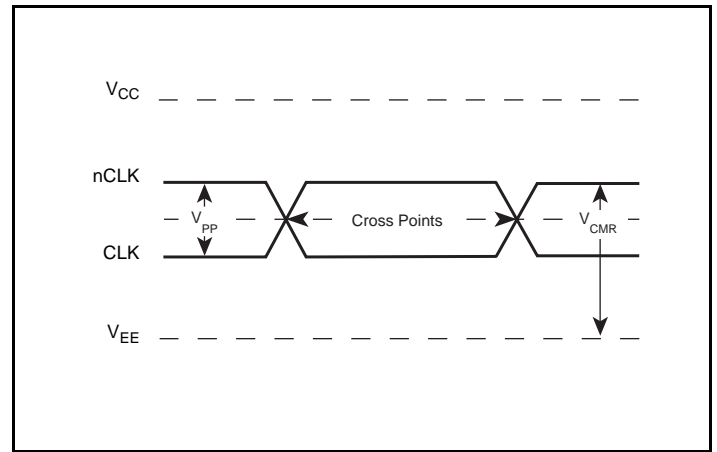 VCC
nCLK
VPP
Cross Points
VCMR
CLK
VEE